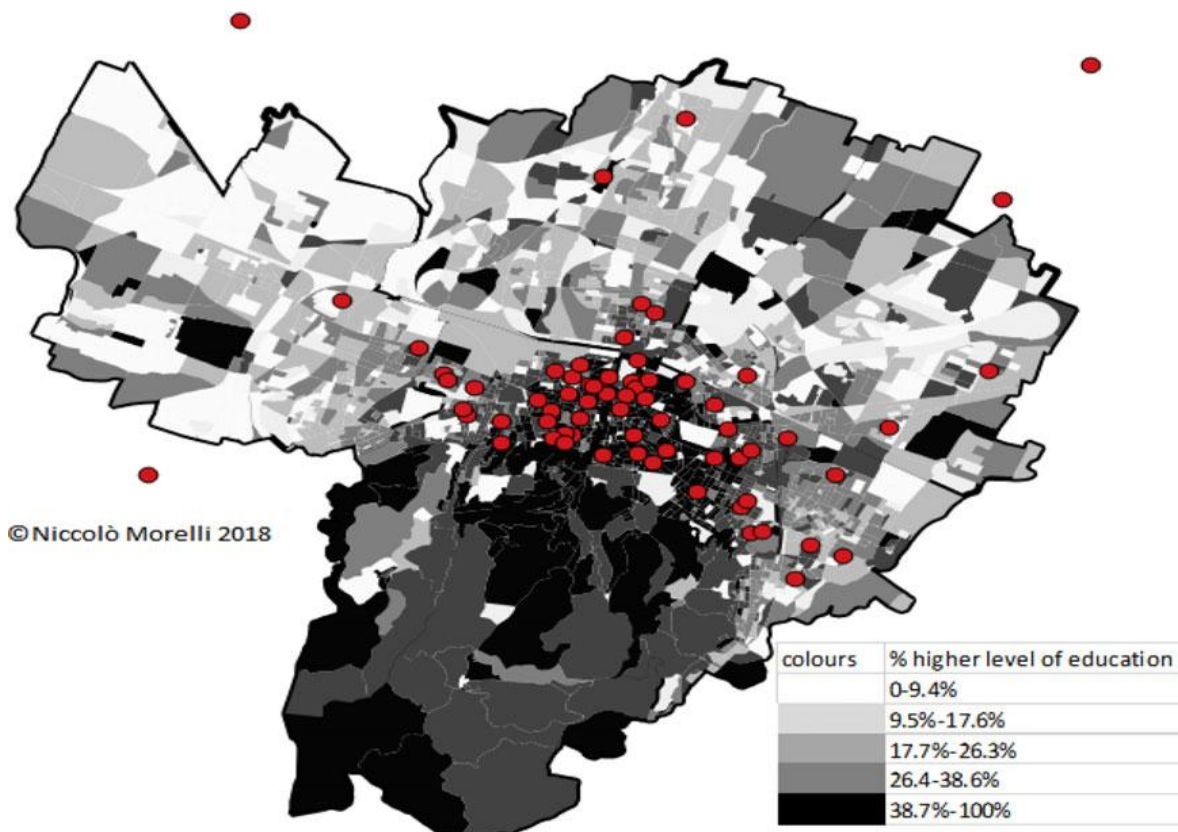 ©Niccolò Morelli 2018
colours % higher level of education
0-9.4%
9.5%-17.6%
17.7%-26.3%
26.4-38.6%
38.7%-100%